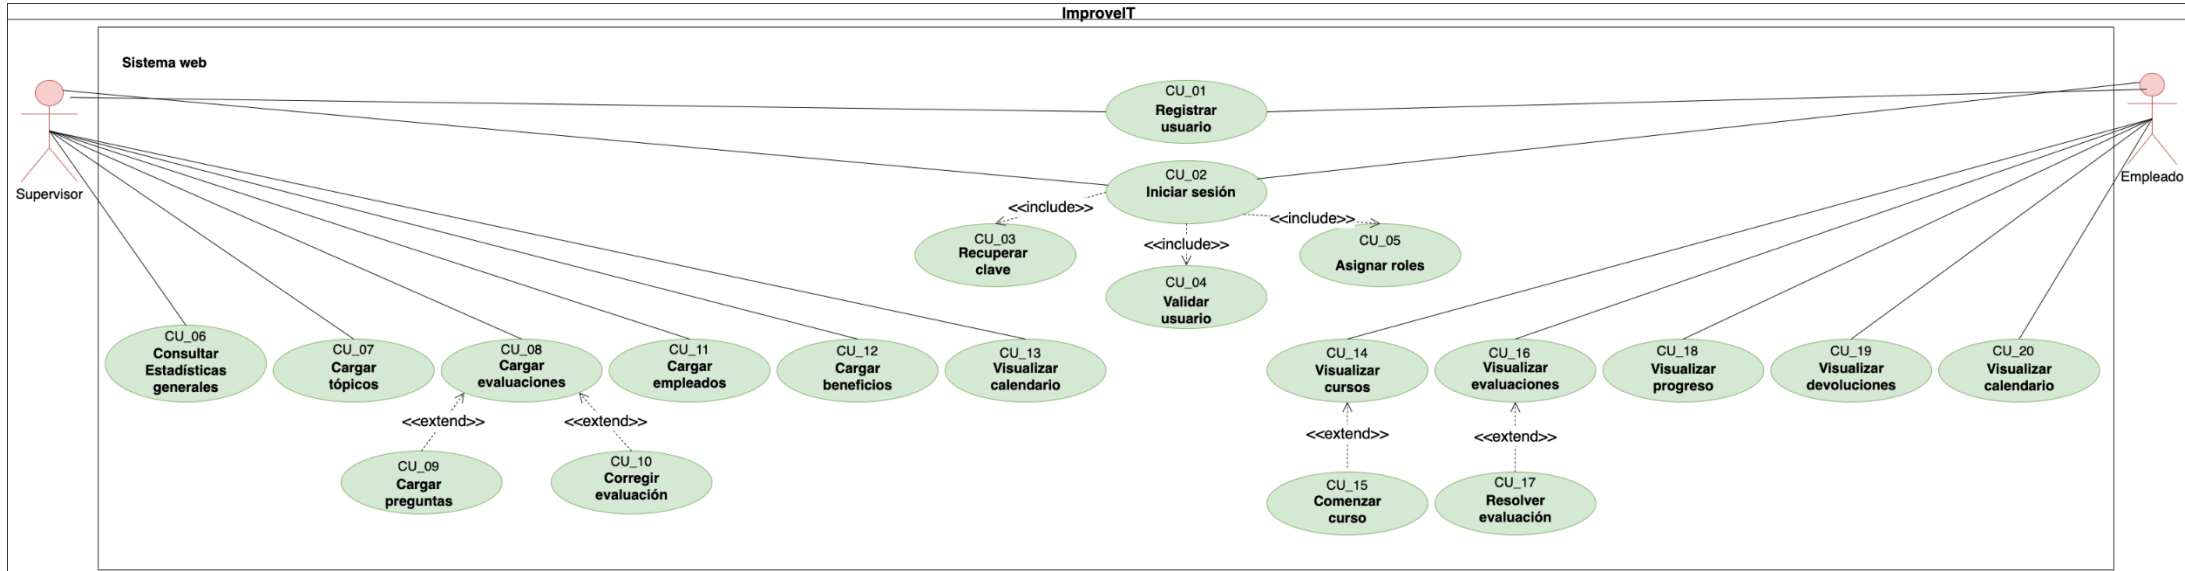 ImproveIT
Sistema web
Supervisor
Empleado
CU_01
Registrar
usuario
CU_02
Iniciar sesión
<<include>>
<<include>>
<<include>>
CU_03
Recuperar
clave
CU_04
Validar
usuario
CU_05
Asignar roles
CU_06
Consultar
Estadísticas
generales
CU_07
Cargar
tópicos
CU_08
Cargar
evaluaciones
CU_11
Cargar
empleados
CU_12
Cargar
beneficios
CU_13
Visualizar
calendario
CU_14
Visualizar
cursos
CU_16
Visualizar
evaluaciones
CU_18
Visualizar
progreso
CU_19
Visualizar
devoluciones
CU_20
Visualizar
calendario
<<extend>>
<<extend>>
<<extend>>
<<extend>>
CU_09
Cargar
preguntas
CU_10
Corregir
evaluación
CU_15
Comenzar
curso
CU_17
Resolver
evaluación